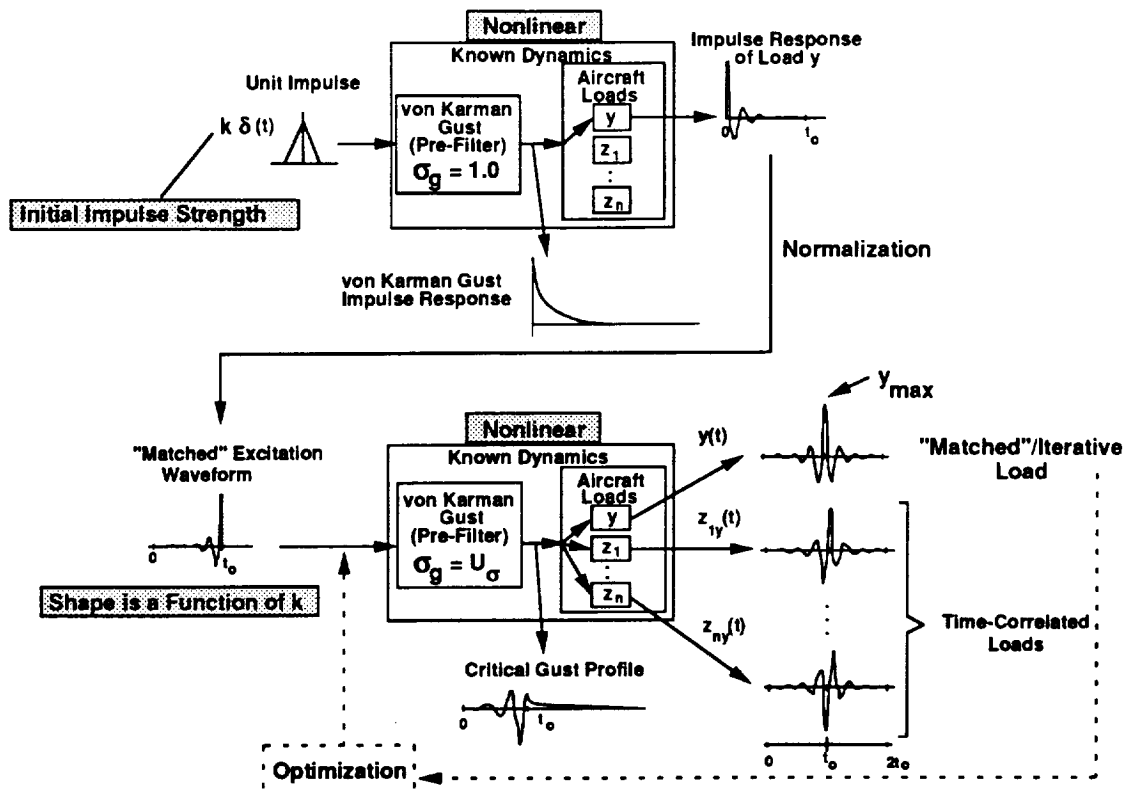 Nonlinear
Known Dynamics
Impulse Response
of Load y
Unit Impulse
Aircraft
Loads
k δ(t)
von Karman
Gust
(Pre-Filter)
σg = 1.0
y
z1
:
zn
0
to
Initial Impulse Strength
Normalization
von Karman Gust
Impulse Response
ymax
Nonlinear
Known Dynamics
y(t)
"Matched"/Iterative
Load
"Matched" Excitation
Waveform
Aircraft
Loads
von Karman
Gust
(Pre-Filter)
σg = Uσ
y
z1
:
zn
z1y(t)
0
to
Shape is a Function of k
zny(t)
Time-Correlated
Loads
Critical Gust Profile
0
to
0
to
2to
Optimization